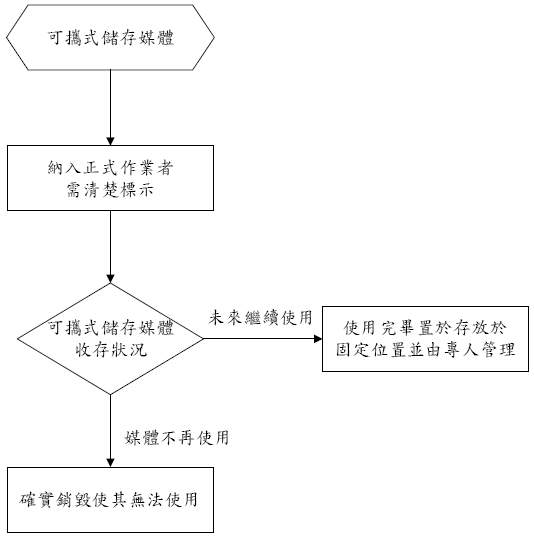 可攜式儲存媒體
納入正式作業者
需清楚標示
可攜式儲存媒體
收存狀況
未來繼續使用
使用完畢置於存放於
固定位置並由專人管理
媒體不再使用
確實銷毀使其無法使用